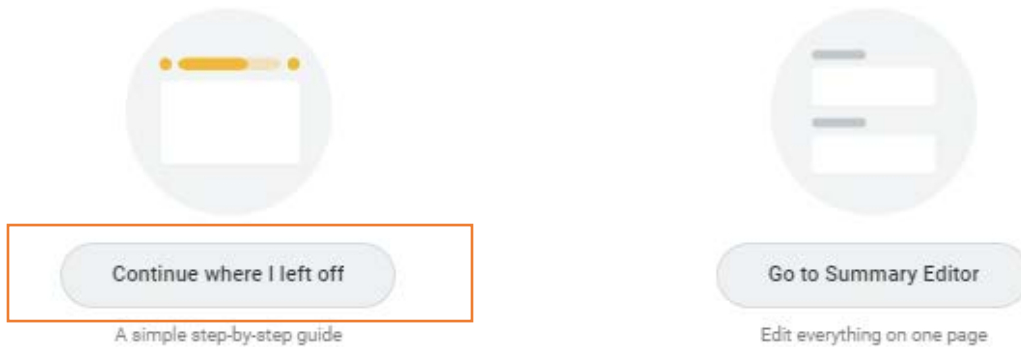 Continue where I left off
A simple step-by-step guide
Go to Summary Editor
Edit everything on one page